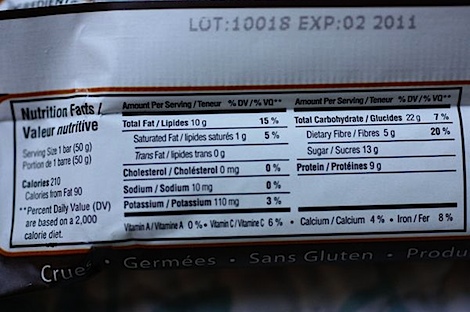 LOT:10018 EXP:02 2011
Nutrition Facts /
Valeur nutritive
Serving Size 1 bar (50 g)
Portion de 1 barre (50 g)
Calories 210
Calories from Fat 90
**Percent Daily Value (DV)
are based on a 2,000
calorie diet.
Amount Per Serving / Teneur % DV / % VQ**
Total Fat / Lipides 10 g 15 %
Saturated Fat / lipides saturés 1 g 5 %
Trans Fat / lipides trans 0 g
Cholesterol / Cholésterol 0 mg 0 %
Sodium / Sodium 10 mg 0 %
Potassium / Potassium 110 mg 3 %
Amount Per Serving / Teneur % DV / % VQ**
Total Carbohydrate / Glucides 22 g 7 %
Dietary Fibre / Fibres 5 g 20 %
Sugar / Sucres 13 g
Protein / Protéines 9 g
Vitamin A / Vitamine A 0 % • Vitamin C / Vitamine C 6 % • Calcium / Calcium 4 % • Iron / Fer 8 %
Crue • Germées • Sans Gluten • Produ